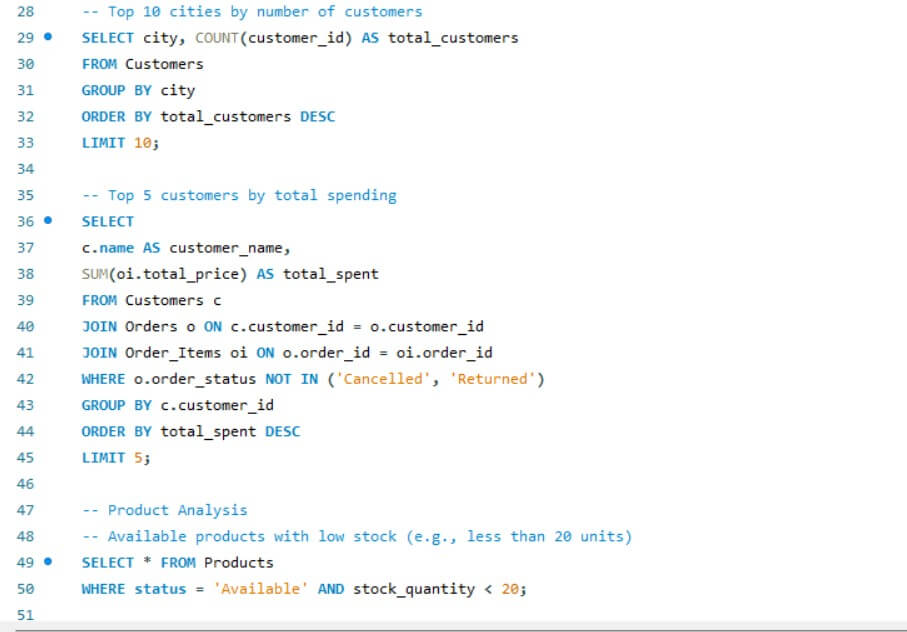 28 -- Top 10 cities by number of customers
29 SELECT city, COUNT(customer_id) AS total_customers
30 FROM Customers
31 GROUP BY city
32 ORDER BY total_customers DESC
33 LIMIT 10;
34
35 -- Top 5 customers by total spending
36 SELECT
37 c.name AS customer_name,
38 SUM(oi.total_price) AS total_spent
39 FROM Customers c
40 JOIN Orders o ON c.customer_id = o.customer_id
41 JOIN Order_Items oi ON o.order_id = oi.order_id
42 WHERE o.order_status NOT IN ('Cancelled', 'Returned')
43 GROUP BY c.customer_id
44 ORDER BY total_spent DESC
45 LIMIT 5;
46
47 -- Product Analysis
48 -- Available products with low stock (e.g., less than 20 units)
49 SELECT * FROM Products
50 WHERE status = 'Available' AND stock_quantity < 20;
51